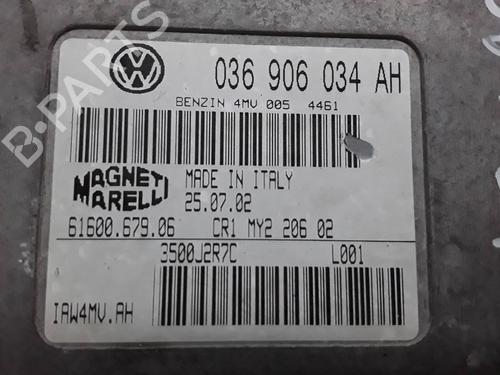 036 906 034 AH
BENZIN 4MV 005 4461
MAGNETI MARELLI
MADE IN ITALY
25.07.02
61600.679.06 CR1 MY2 206 02
3500J2R7C L001
IAW4MV.AH
B-PARTS